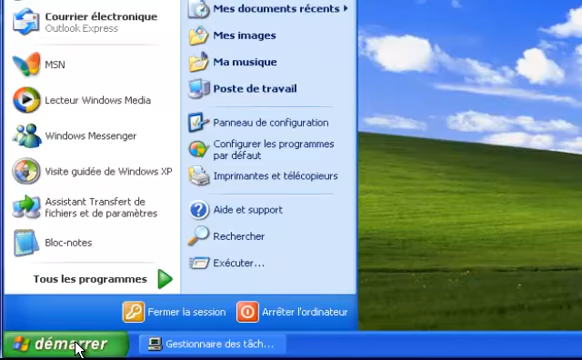 Courrier électronique
Outlook Express
MSN
Lecteur Windows Media
Windows Messenger
Visite guidée de Windows XP
Assistant Transfert de
fichiers et de paramètres
Bloc-notes
Tous les programmes
Mes documents récents
Mes images
Ma musique
Poste de travail
Panneau de configuration
Configurer les programmes
par défaut
Imprimantes et télécopieurs
Aide et support
Rechercher
Exécuter...
Fermer la session
Arrêter l'ordinateur
démarrer
Gestionnaire des tâch...